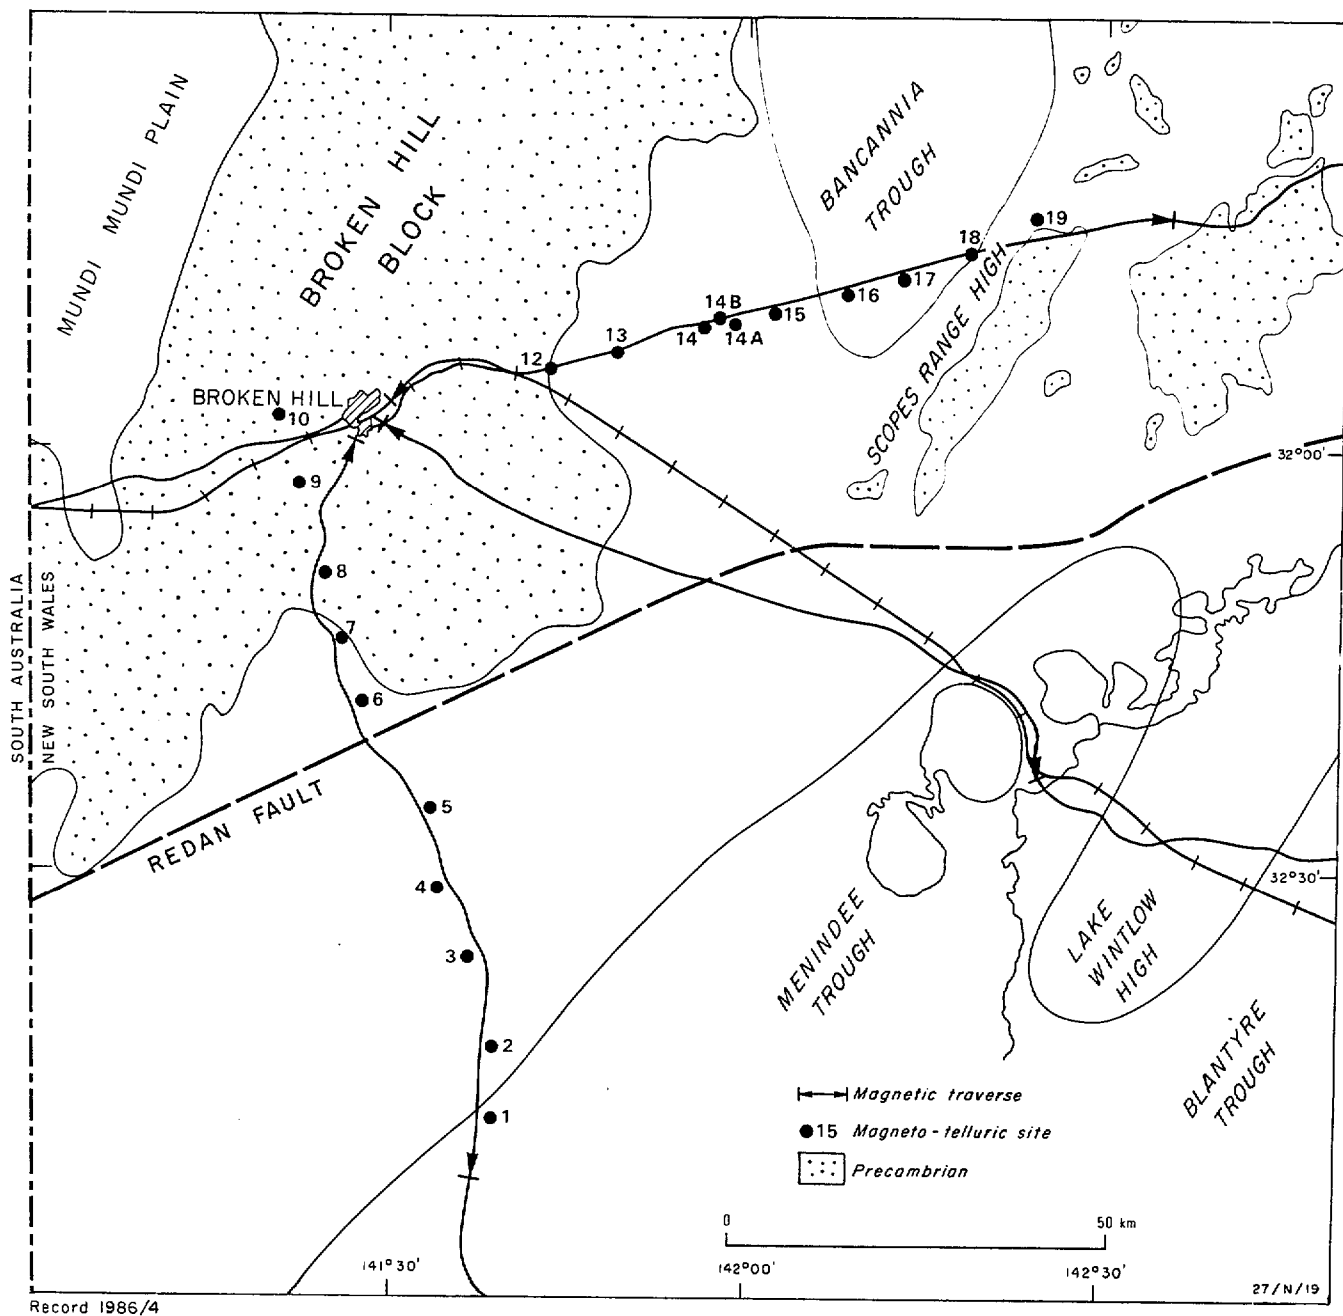 MUNDI MUNDI PLAIN
BROKEN HILL
BLOCK
BANCANNIA
TROUGH
19
18
17
16
15
14B
14
14A
13
12
SCOPES RANGE HIGH
BROKEN HILL
10
9
32°00'
8
7
6
SOUTH AUSTRALIA
NEW SOUTH WALES
REDAN FAULT
5
4
3
2
1
32°30'
MENINDEE
TROUGH
LAKE
WINTLOW
HIGH
BLANTYRE
TROUGH
Magnetic traverse
15 Magneto-telluric site
Precambrian
0 50 km
141°30' 142°00' 142°30'
27/N/19
Record 1986/4